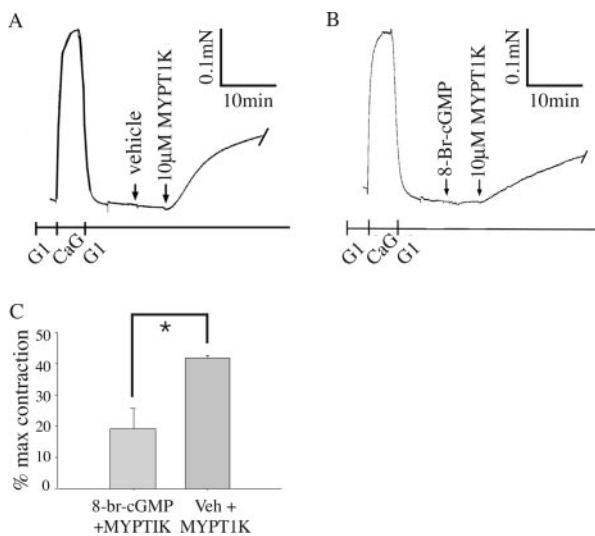 A
0.1mN
10min
vehicle
10µM MYPT1K
G1
CaG
G1
B
0.1mN
10min
8-Br-cGMP
10µM MYPT1K
G1
CaG
G1
C
% max contraction
50
40
30
20
10
0
*
8-br-cGMP
+MYPTIK
Veh +
MYPT1K